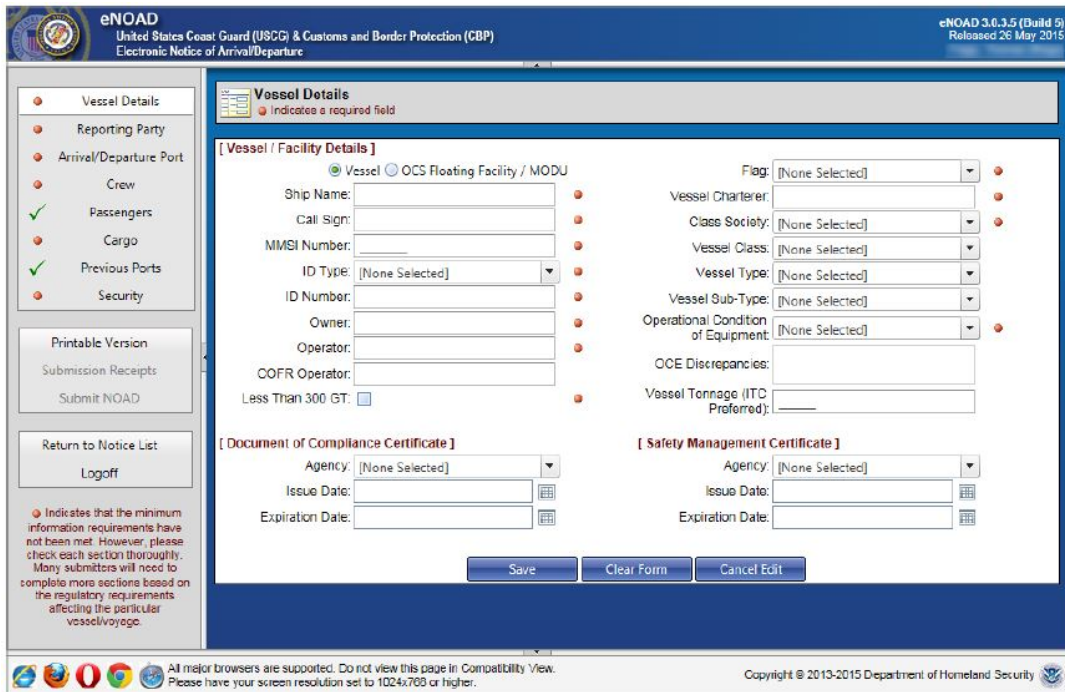 eNOAD
United States Coast Guard (USCG) & Customs and Border Protection (CBP)
Electronic Notice of Arrival/Departure
eNOAD 3.0.3.5 (Build 5)
Released 26 May 2015
Vessel Details
Reporting Party
Arrival/Departure Port
Crew
Passengers
Cargo
Previous Ports
Security
Printable Version
Submission Receipts
Submit NOAD
Return to Notice List
Logoff
Indicates that the minimum
information requirements have
not been met. However, please
check each section thoroughly.
Many submitters will need to
complete more sections based on
the regulatory requirements
affecting the particular
vessel/voyage.
Vessel Details
Indicates a required field
[ Vessel / Facility Details ]
Vessel OCS Floating Facility / MODU
Ship Name:
Call Sign:
MMSI Number:
ID Type: [None Selected]
ID Number:
Owner:
Operator:
COFR Operator:
Less Than 300 GT:
Flag: [None Selected]
Vessel Charterer:
Class Society: [None Selected]
Vessel Class: [None Selected]
Vessel Type: [None Selected]
Vessel Sub-Type: [None Selected]
Operational Condition
of Equipment: [None Selected]
OCE Discrepancies:
Vessel Tonnage (ITC
Preferred):
[ Document of Compliance Certificate ]
Agency: [None Selected]
Issue Date:
Expiration Date:
[ Safety Management Certificate ]
Agency: [None Selected]
Issue Date:
Expiration Date:
Save Clear Form Cancel Edit
All major browsers are supported. Do not view this page in Compatibility View.
Please have your screen resolution set to 1024x768 or higher.
Copyright © 2013-2015 Department of Homeland Security